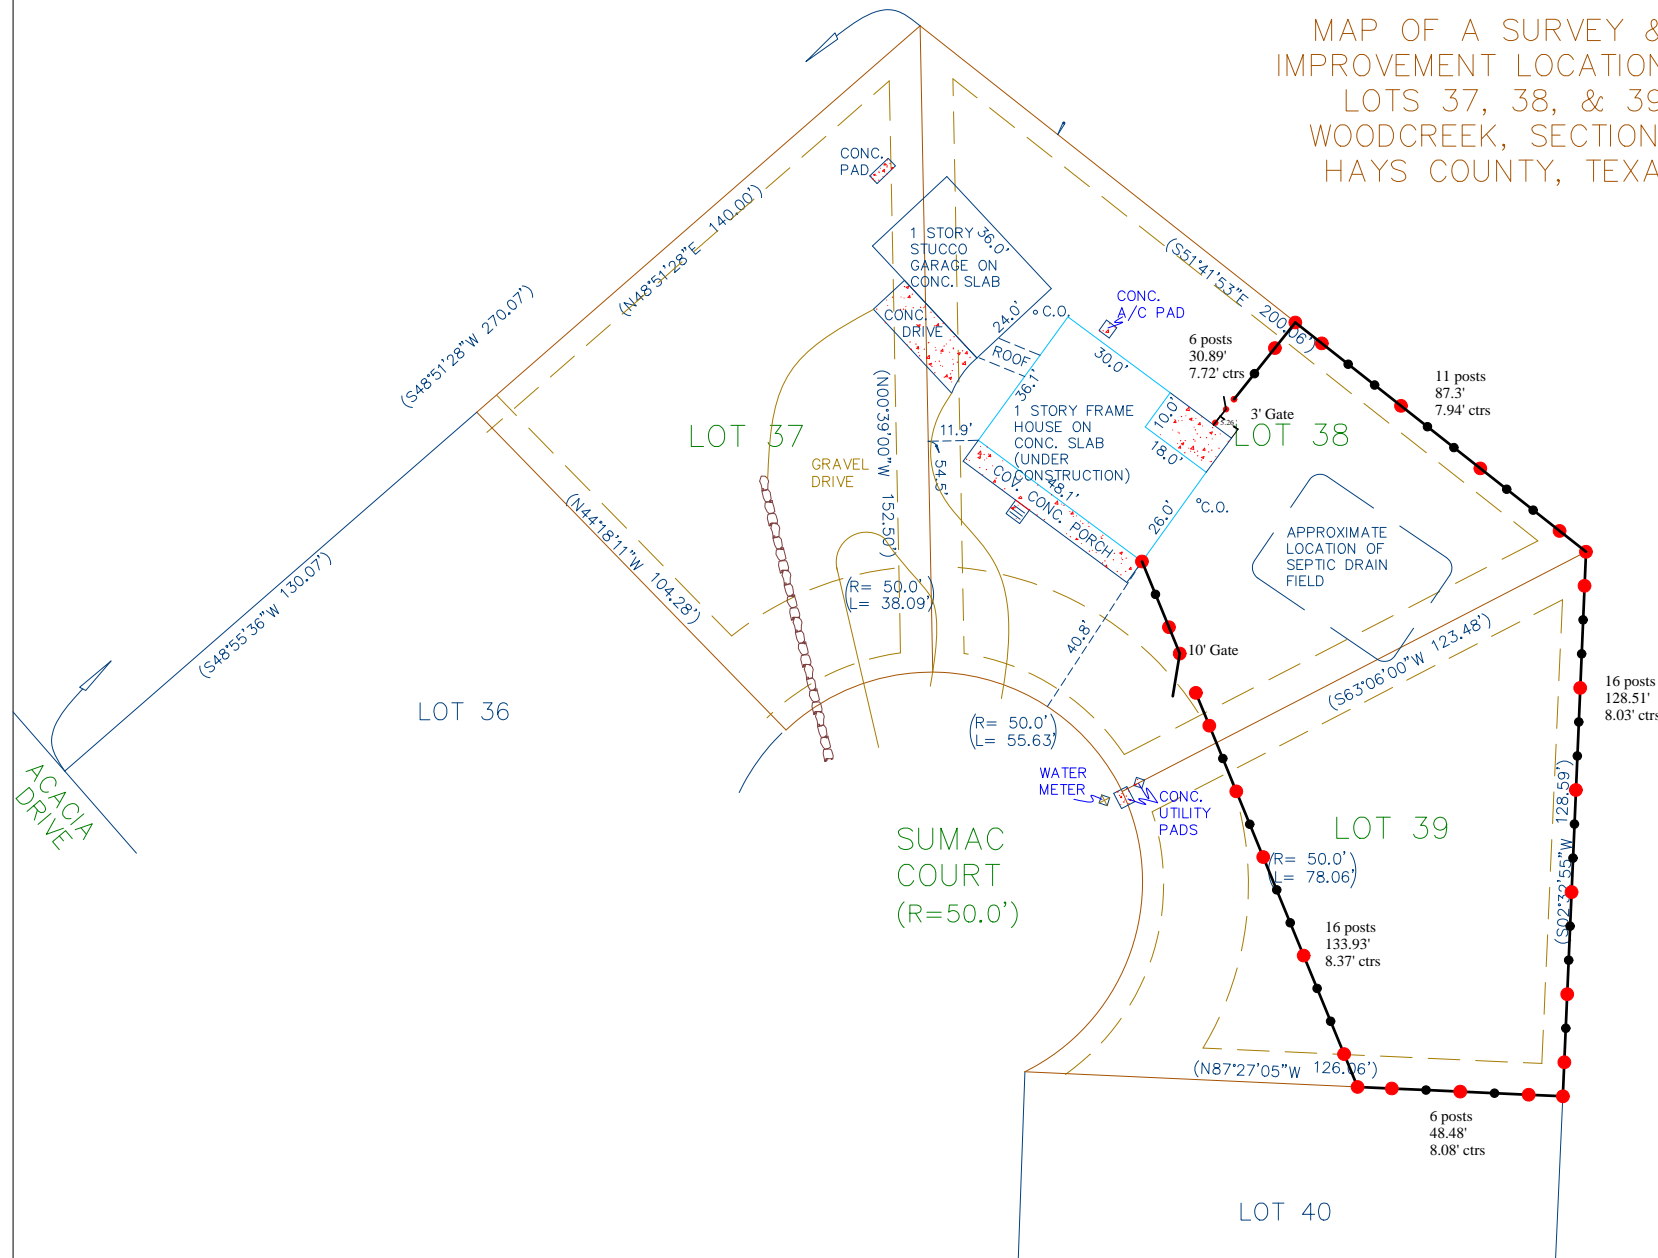 MAP OF A SURVEY &
IMPROVEMENT LOCATION
LOTS 37, 38, & 39
WOODCREEK, SECTION
HAYS COUNTY, TEXA
CONC.
PAD
(N48°51'28"E 140.00')
(S48°51'28"W 270.07')
(S48°55'36"W 130.07')
(N44°18'11"W 104.28')
(S51°41'53"E 200.06')
1 STORY
STUCCO
GARAGE ON
CONC. SLAB
36.0'
24.0'
CONC.
DRIVE
C.O.
CONC.
A/C PAD
ROOF
30.0'
36.1'
1 STORY FRAME
HOUSE ON
CONC. SLAB
(UNDER
CONSTRUCTION)
10.0'
18.0'
11.9'
54.5'
48.1'
COV. CONC. PORCH
26.0'
C.O.
6 posts
30.89'
7.72' ctrs
3' Gate
11 posts
87.3'
7.94' ctrs
LOT 37
LOT 38
GRAVEL
DRIVE
(N00°39'00"W 152.50')
APPROXIMATE
LOCATION OF
SEPTIC DRAIN
FIELD
(R= 50.0')
(L= 38.09')
40.8'
10' Gate
(S63°06'00"W 123.48')
16 posts
128.51'
8.03' ctrs
LOT 36
(R= 50.0')
(L= 55.63')
WATER
METER
CONC.
UTILITY
PADS
ACACIA
DRIVE
SUMAC
COURT
(R=50.0')
LOT 39
(R= 50.0')
(L= 78.06')
(S02°32'55"W 128.59')
16 posts
133.93'
8.37' ctrs
(N87°27'05"W 126.06')
6 posts
48.48'
8.08' ctrs
LOT 40